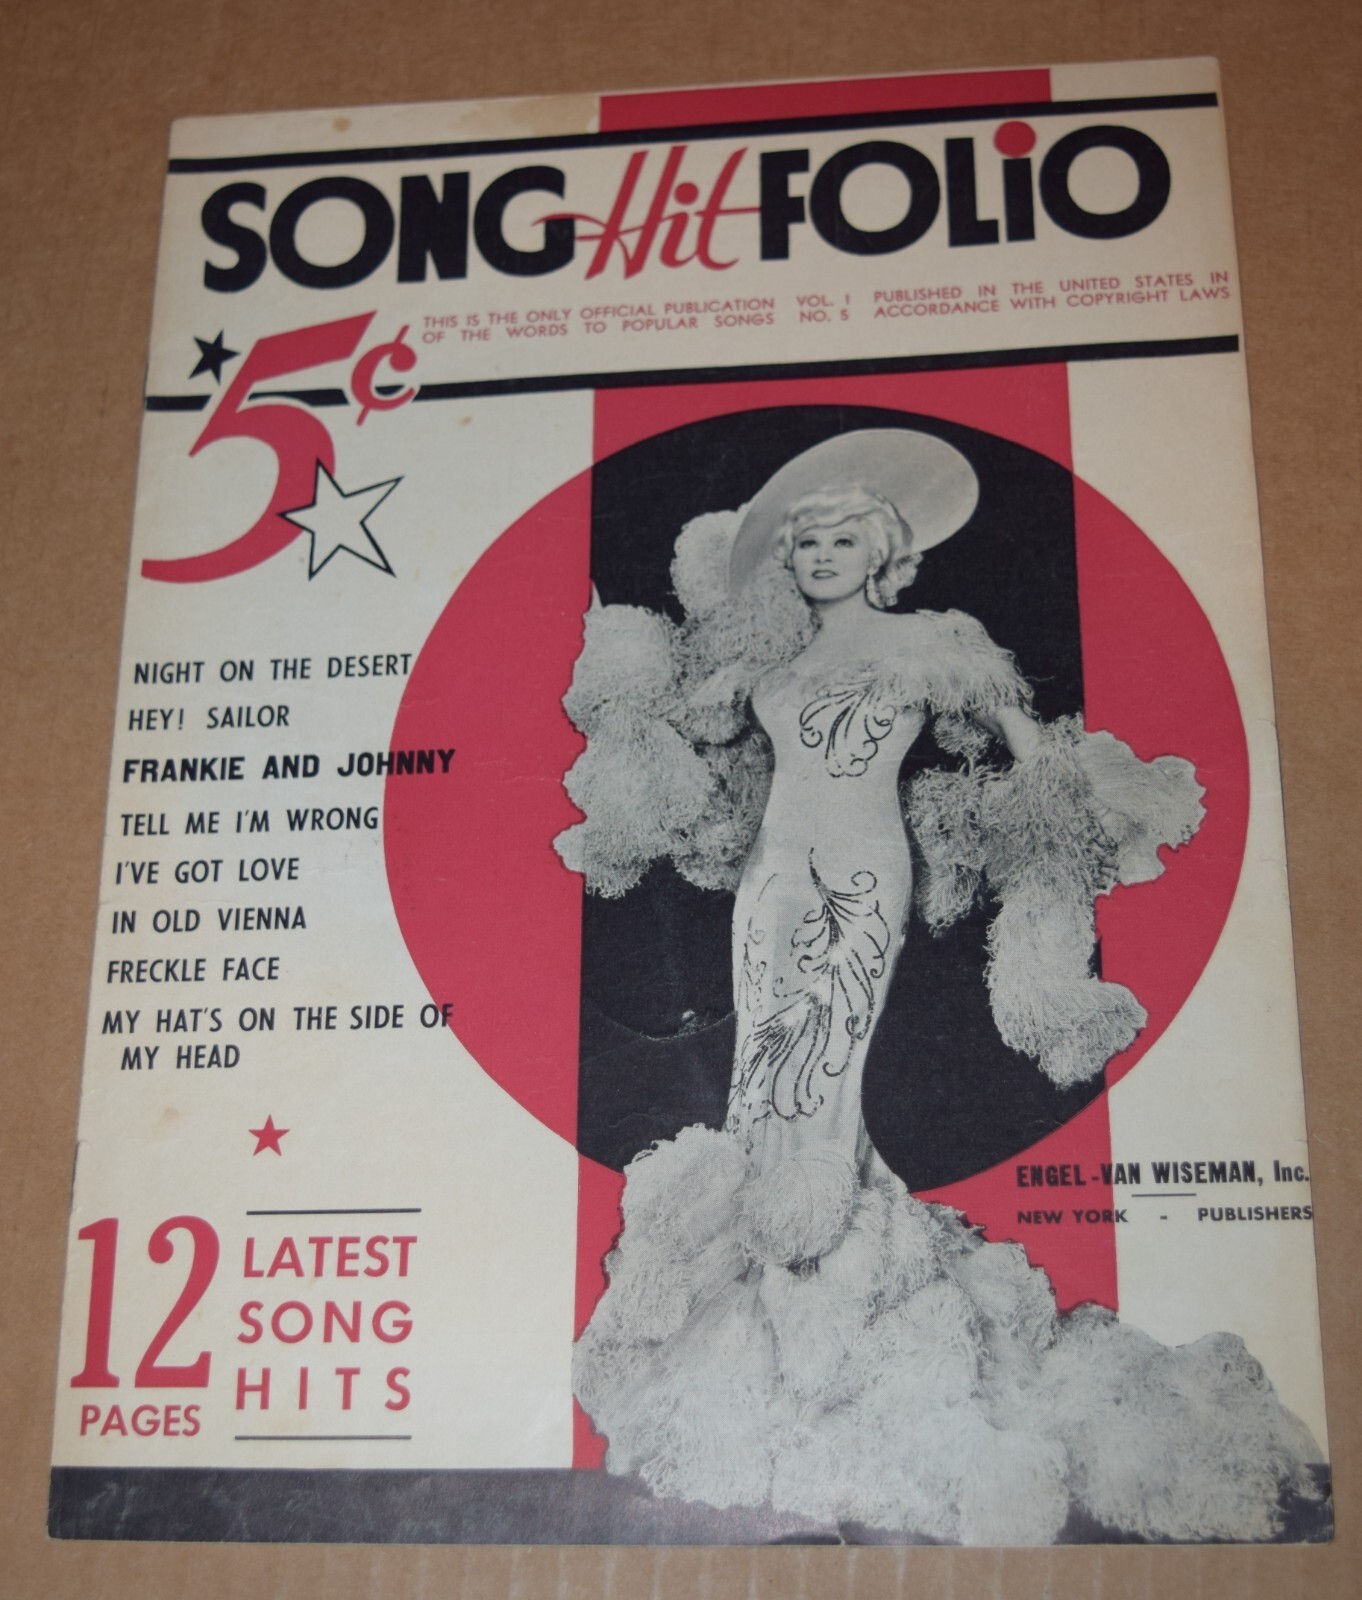 SONG Hit FOLiO
5¢
THIS IS THE ONLY OFFICIAL PUBLICATION
OF THE WORDS TO POPULAR SONGS
VOL. I
NO. 5
PUBLISHED IN THE UNITED STATES IN
ACCORDANCE WITH COPYRIGHT LAWS
NIGHT ON THE DESERT
HEY! SAILOR
FRANKIE AND JOHNNY
TELL ME I'M WRONG
I'VE GOT LOVE
IN OLD VIENNA
FRECKLE FACE
MY HAT'S ON THE SIDE OF
MY HEAD
12
PAGES
LATEST
SONG
HITS
ENGEL-VAN WISEMAN, Inc.
NEW YORK - PUBLISHERS